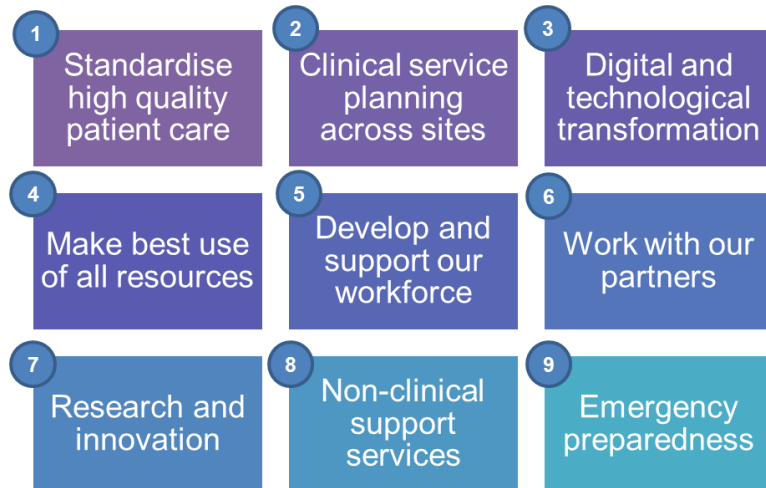 1
Standardise
high quality
patient care
2
Clinical service
planning
across sites
3
Digital and
technological
transformation
4
Make best use
of all resources
5
Develop and
support our
workforce
6
Work with our
partners
7
Research and
innovation
8
Non-clinical
support
services
9
Emergency
preparedness